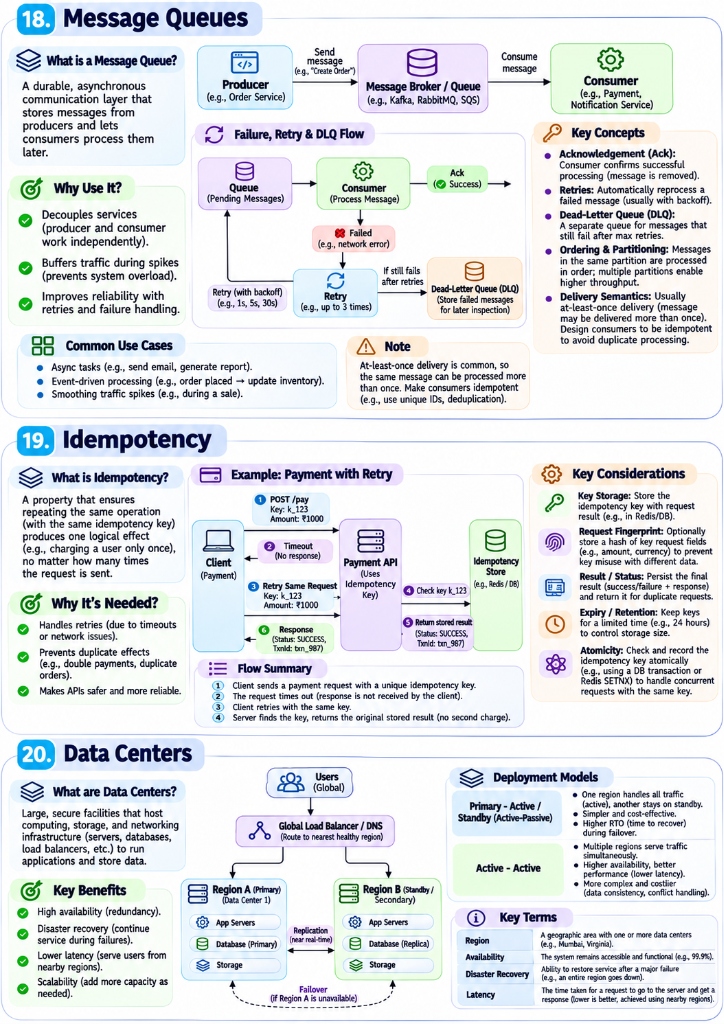 18. Message Queues
What is a Message Queue?
A durable, asynchronous
communication layer that
stores messages from
producers and lets
consumers process them
later.
Why Use It?
Decouples services
(producer and consumer
work independently).
Buffers traffic during spikes
(prevents system overload).
Improves reliability with
retries and failure handling.
Producer
(e.g., Order Service)
Send
message
(e.g., "Create Order")
Message Broker / Queue
(e.g., Kafka, RabbitMQ, SQS)
Consume
message
Consumer
(e.g., Payment,
Notification Service)
Failure, Retry & DLQ Flow
Queue
(Pending Messages)
Consumer
(Process Message)
Ack
(✅ Success)
❌ Failed
(e.g., network error)
Retry (with backoff)
(e.g., 1s, 5s, 30s)
Retry
(e.g., up to 3 times)
If still fails
after retries
Dead-Letter Queue (DLQ)
(Store failed messages
for later inspection)
Key Concepts
• Acknowledgement (Ack):
Consumer confirms successful
processing (message is removed).
• Retries: Automatically reprocess a
failed message (usually with backoff).
• Dead-Letter Queue (DLQ):
A separate queue for messages that
still fail after max retries.
• Ordering & Partitioning: Messages
in the same partition are processed
in order; multiple partitions enable
higher throughput.
• Delivery Semantics: Usually
at-least-once delivery (message
may be delivered more than once).
Design consumers to be idempotent
to avoid duplicate processing.
Common Use Cases
• Async tasks (e.g., send email, generate report).
• Event-driven processing (e.g., order placed → update inventory).
• Smoothing traffic spikes (e.g., during a sale).
Note
At-least-once delivery is common, so
the same message can be processed more
than once. Make consumers idempotent
(e.g., use unique IDs, deduplication).
19. Idempotency
What is Idempotency?
A property that ensures
repeating the same operation
(with the same idempotency key)
produces one logical effect
(e.g., charging a user only once),
no matter how many times
the request is sent.
Why It's Needed?
Handles retries (due to timeouts
or network issues).
Prevents duplicate effects
(e.g., double payments, duplicate
orders).
Makes APIs safer and more reliable.
Example: Payment with Retry
Client
(Payment)
1 POST /pay
Key: k_123
Amount: ₹1000
2 Timeout
(No response)
3 Retry Same Request
Key: k_123
Amount: ₹1000
6 Response
(Status: SUCCESS,
TxnId: txn_987)
Payment API
(Uses
Idempotency
Key)
4 Check key k_123
5 Return stored result
(Status: SUCCESS,
TxnId: txn_987)
Idempotency
Store
(e.g., Redis / DB)
Flow Summary
1 Client sends a payment request with a unique idempotency key.
2 The request times out (response is not received by the client).
3 Client retries with the same key.
4 Server finds the key, returns the original stored result (no second charge).
Key Considerations
Key Storage: Store the
idempotency key with request
result (e.g., in Redis/DB).
Request Fingerprint: Optionally
store a hash of key request fields
(e.g., amount, currency) to prevent
key misuse with different data.
Result / Status: Persist the final
result (success/failure + response)
and return it for duplicate requests.
Expiry / Retention: Keep keys
for a limited time (e.g., 24 hours)
to control storage size.
Atomicity: Check and record the
idempotency key atomically
(e.g., using a DB transaction or
Redis SETNX) to handle concurrent
requests with the same key.
20. Data Centers
What are Data Centers?
Large, secure facilities that host
computing, storage, and networking
infrastructure (servers, databases,
load balancers, etc.) to run
applications and store data.
Key Benefits
High availability (redundancy).
Disaster recovery (continue
service during failures).
Lower latency (serve users from
nearby regions).
Scalability (add more capacity as
needed).
Users
(Global)
Global Load Balancer / DNS
(Route to nearest healthy region)
Region A (Primary)
(Data Center 1)
App Servers
Database (Primary)
Storage
Replication
(near real-time)
Region B (Standby /
Secondary)
App Servers
Database (Replica)
Storage
Failover
(if Region A is unavailable)
Deployment Models
Primary - Active /
Standby (Active-Passive)
• One region handles all traffic
(active), another stays on standby.
• Simpler and cost-effective.
• Higher RTO (time to recover)
during failover.
Active - Active
• Multiple regions serve traffic
simultaneously.
• Higher availability, better
performance (lower latency).
• More complex and costlier
(data consistency, conflict handling).
Key Terms
Region
A geographic area with one or more data centers
(e.g., Mumbai, Virginia).
Availability
The system remains accessible and functional (e.g., 99.9%).
Disaster Recovery
Ability to restore service after a major failure
(e.g., an entire region goes down).
Latency
The time taken for a request to go to the server and get a
response (lower is better, achieved using nearby regions).